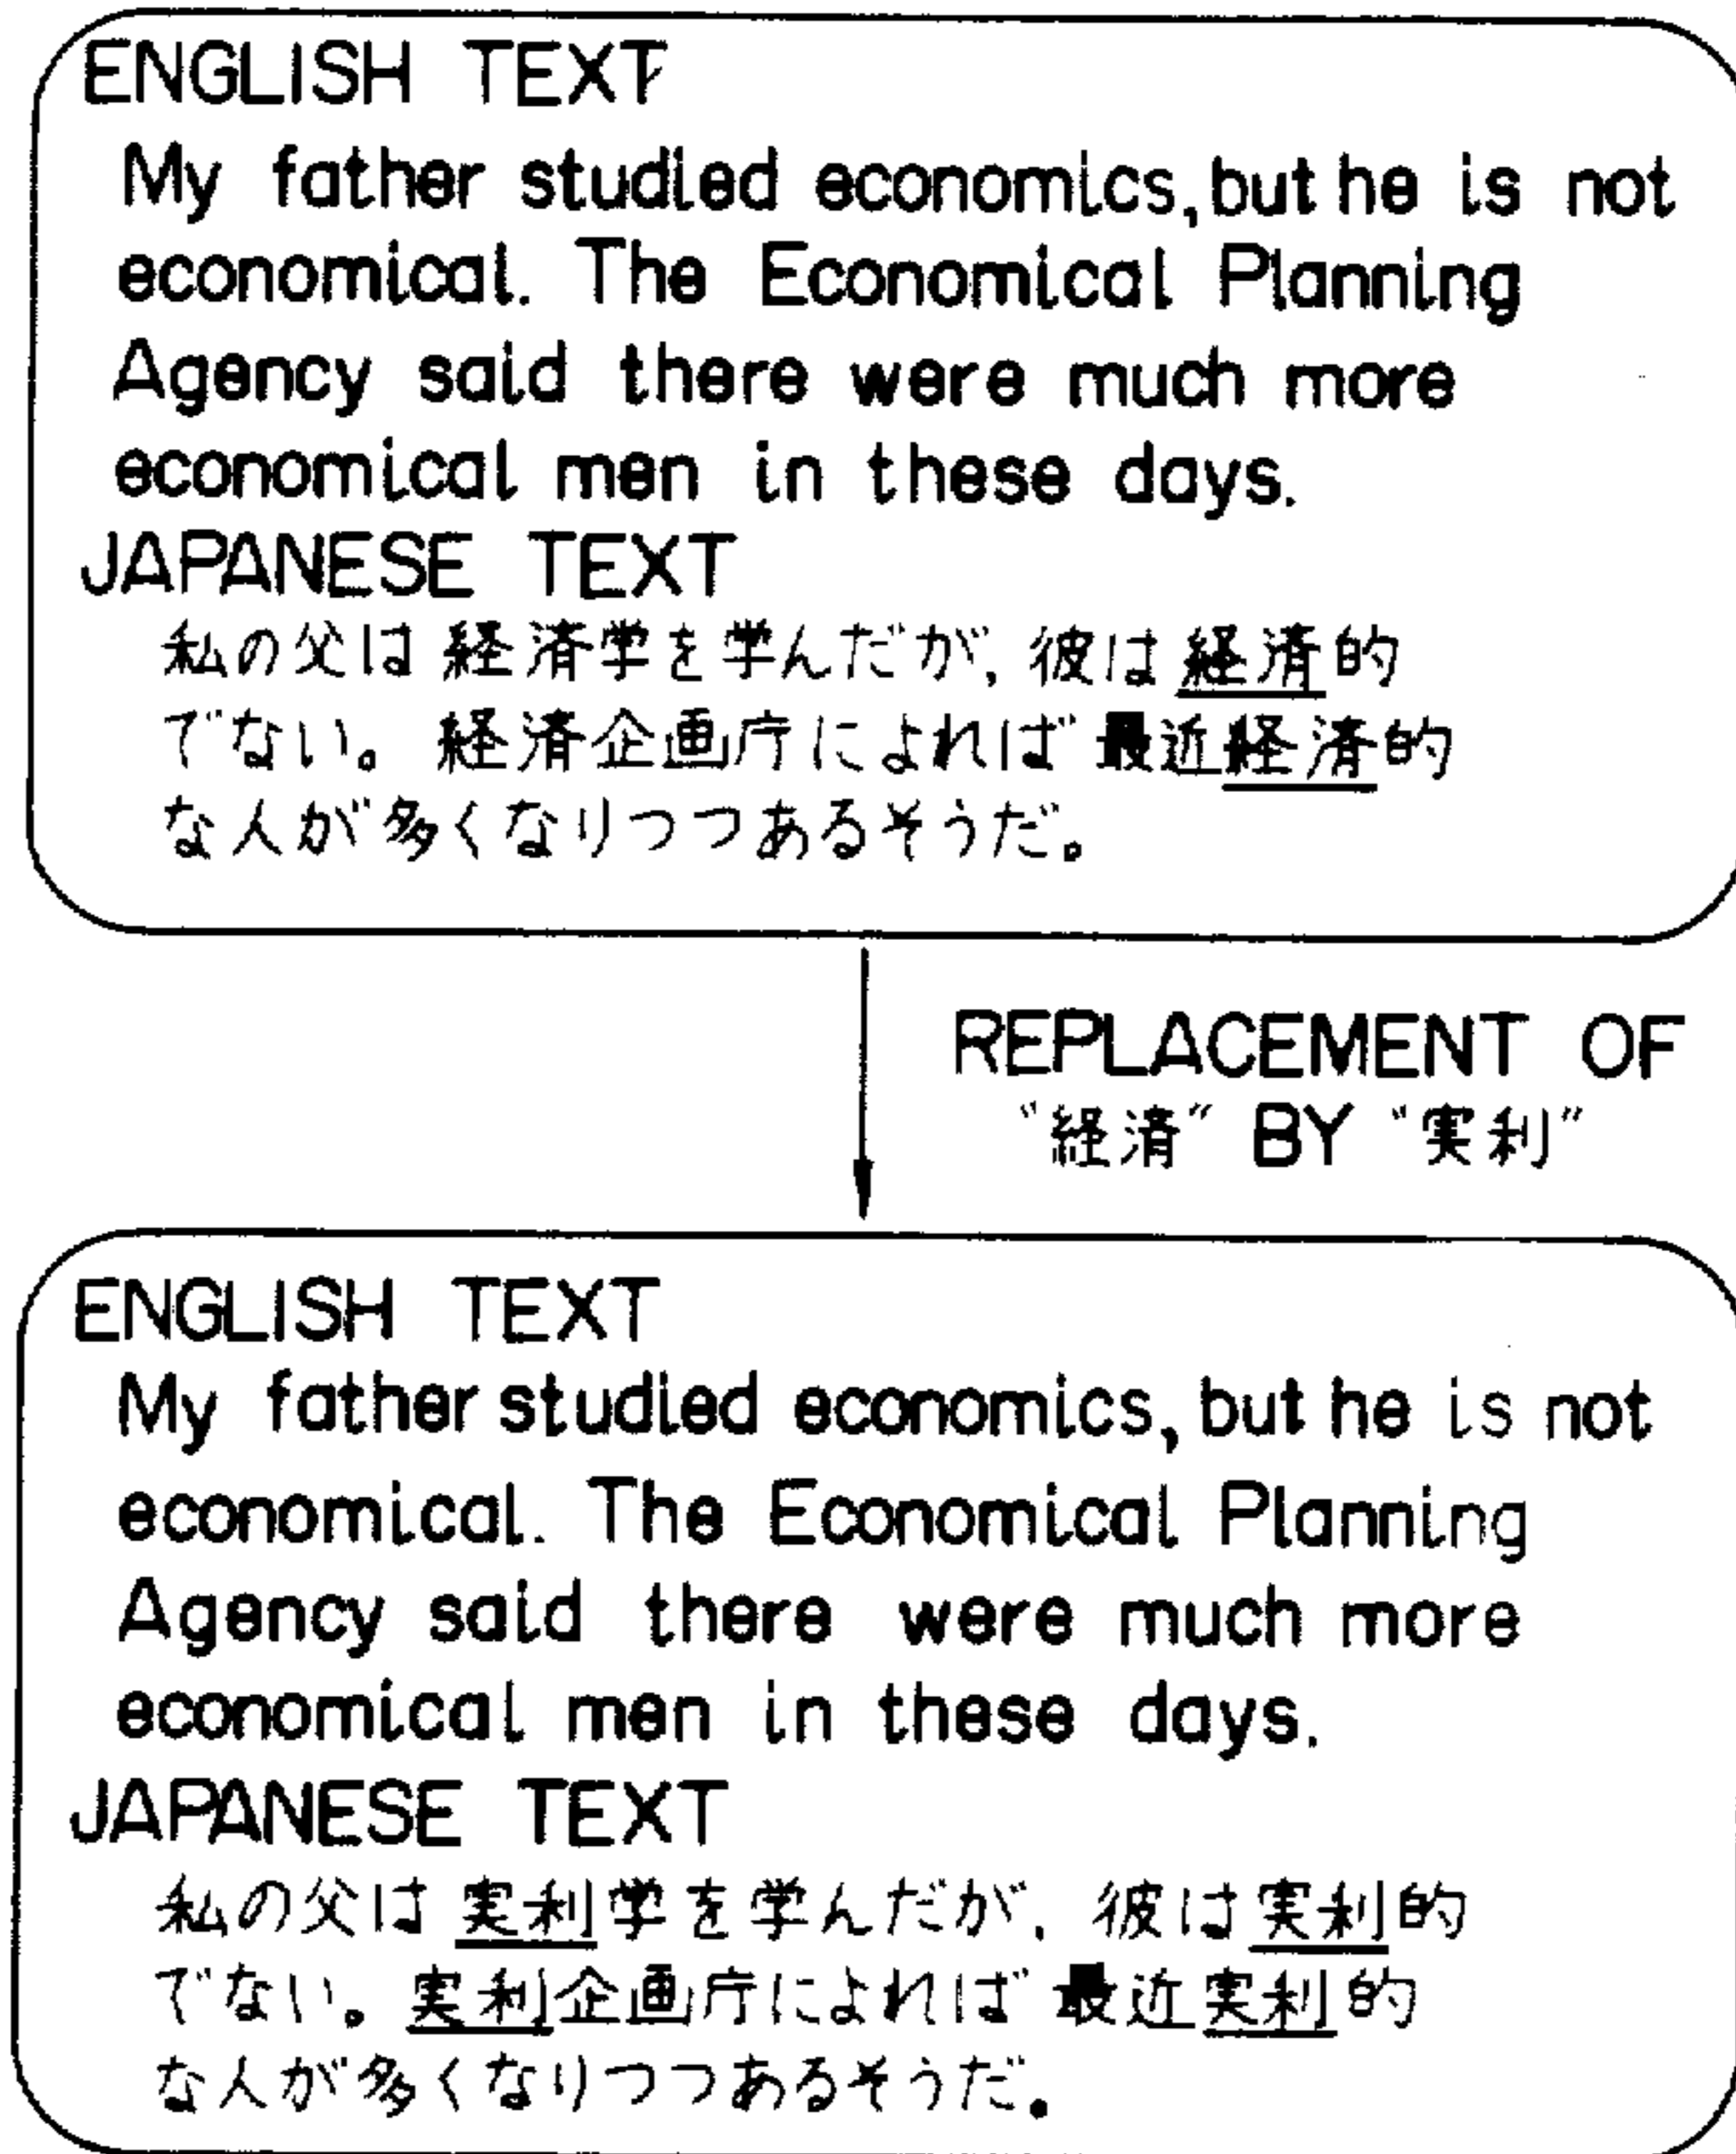 ENGLISH TEXT
My father studied economics, but he is not
economical. The Economical Planning
Agency said there were much more
economical men in these days.
JAPANESE TEXT
私の父は経済学を学んだが, 彼は経済的
でない。経済企画庁によれば最近経済的
な人が多くなりつつあるそうだ。
REPLACEMENT OF
"経済" BY "実利"
ENGLISH TEXT
My father studied economics, but he is not
economical. The Economical Planning
Agency said there were much more
economical men in these days.
JAPANESE TEXT
私の父は実利学を学んだが, 彼は実利的
でない。実利企画庁によれば最近実利的
な人が多くなりつつあるそうだ。